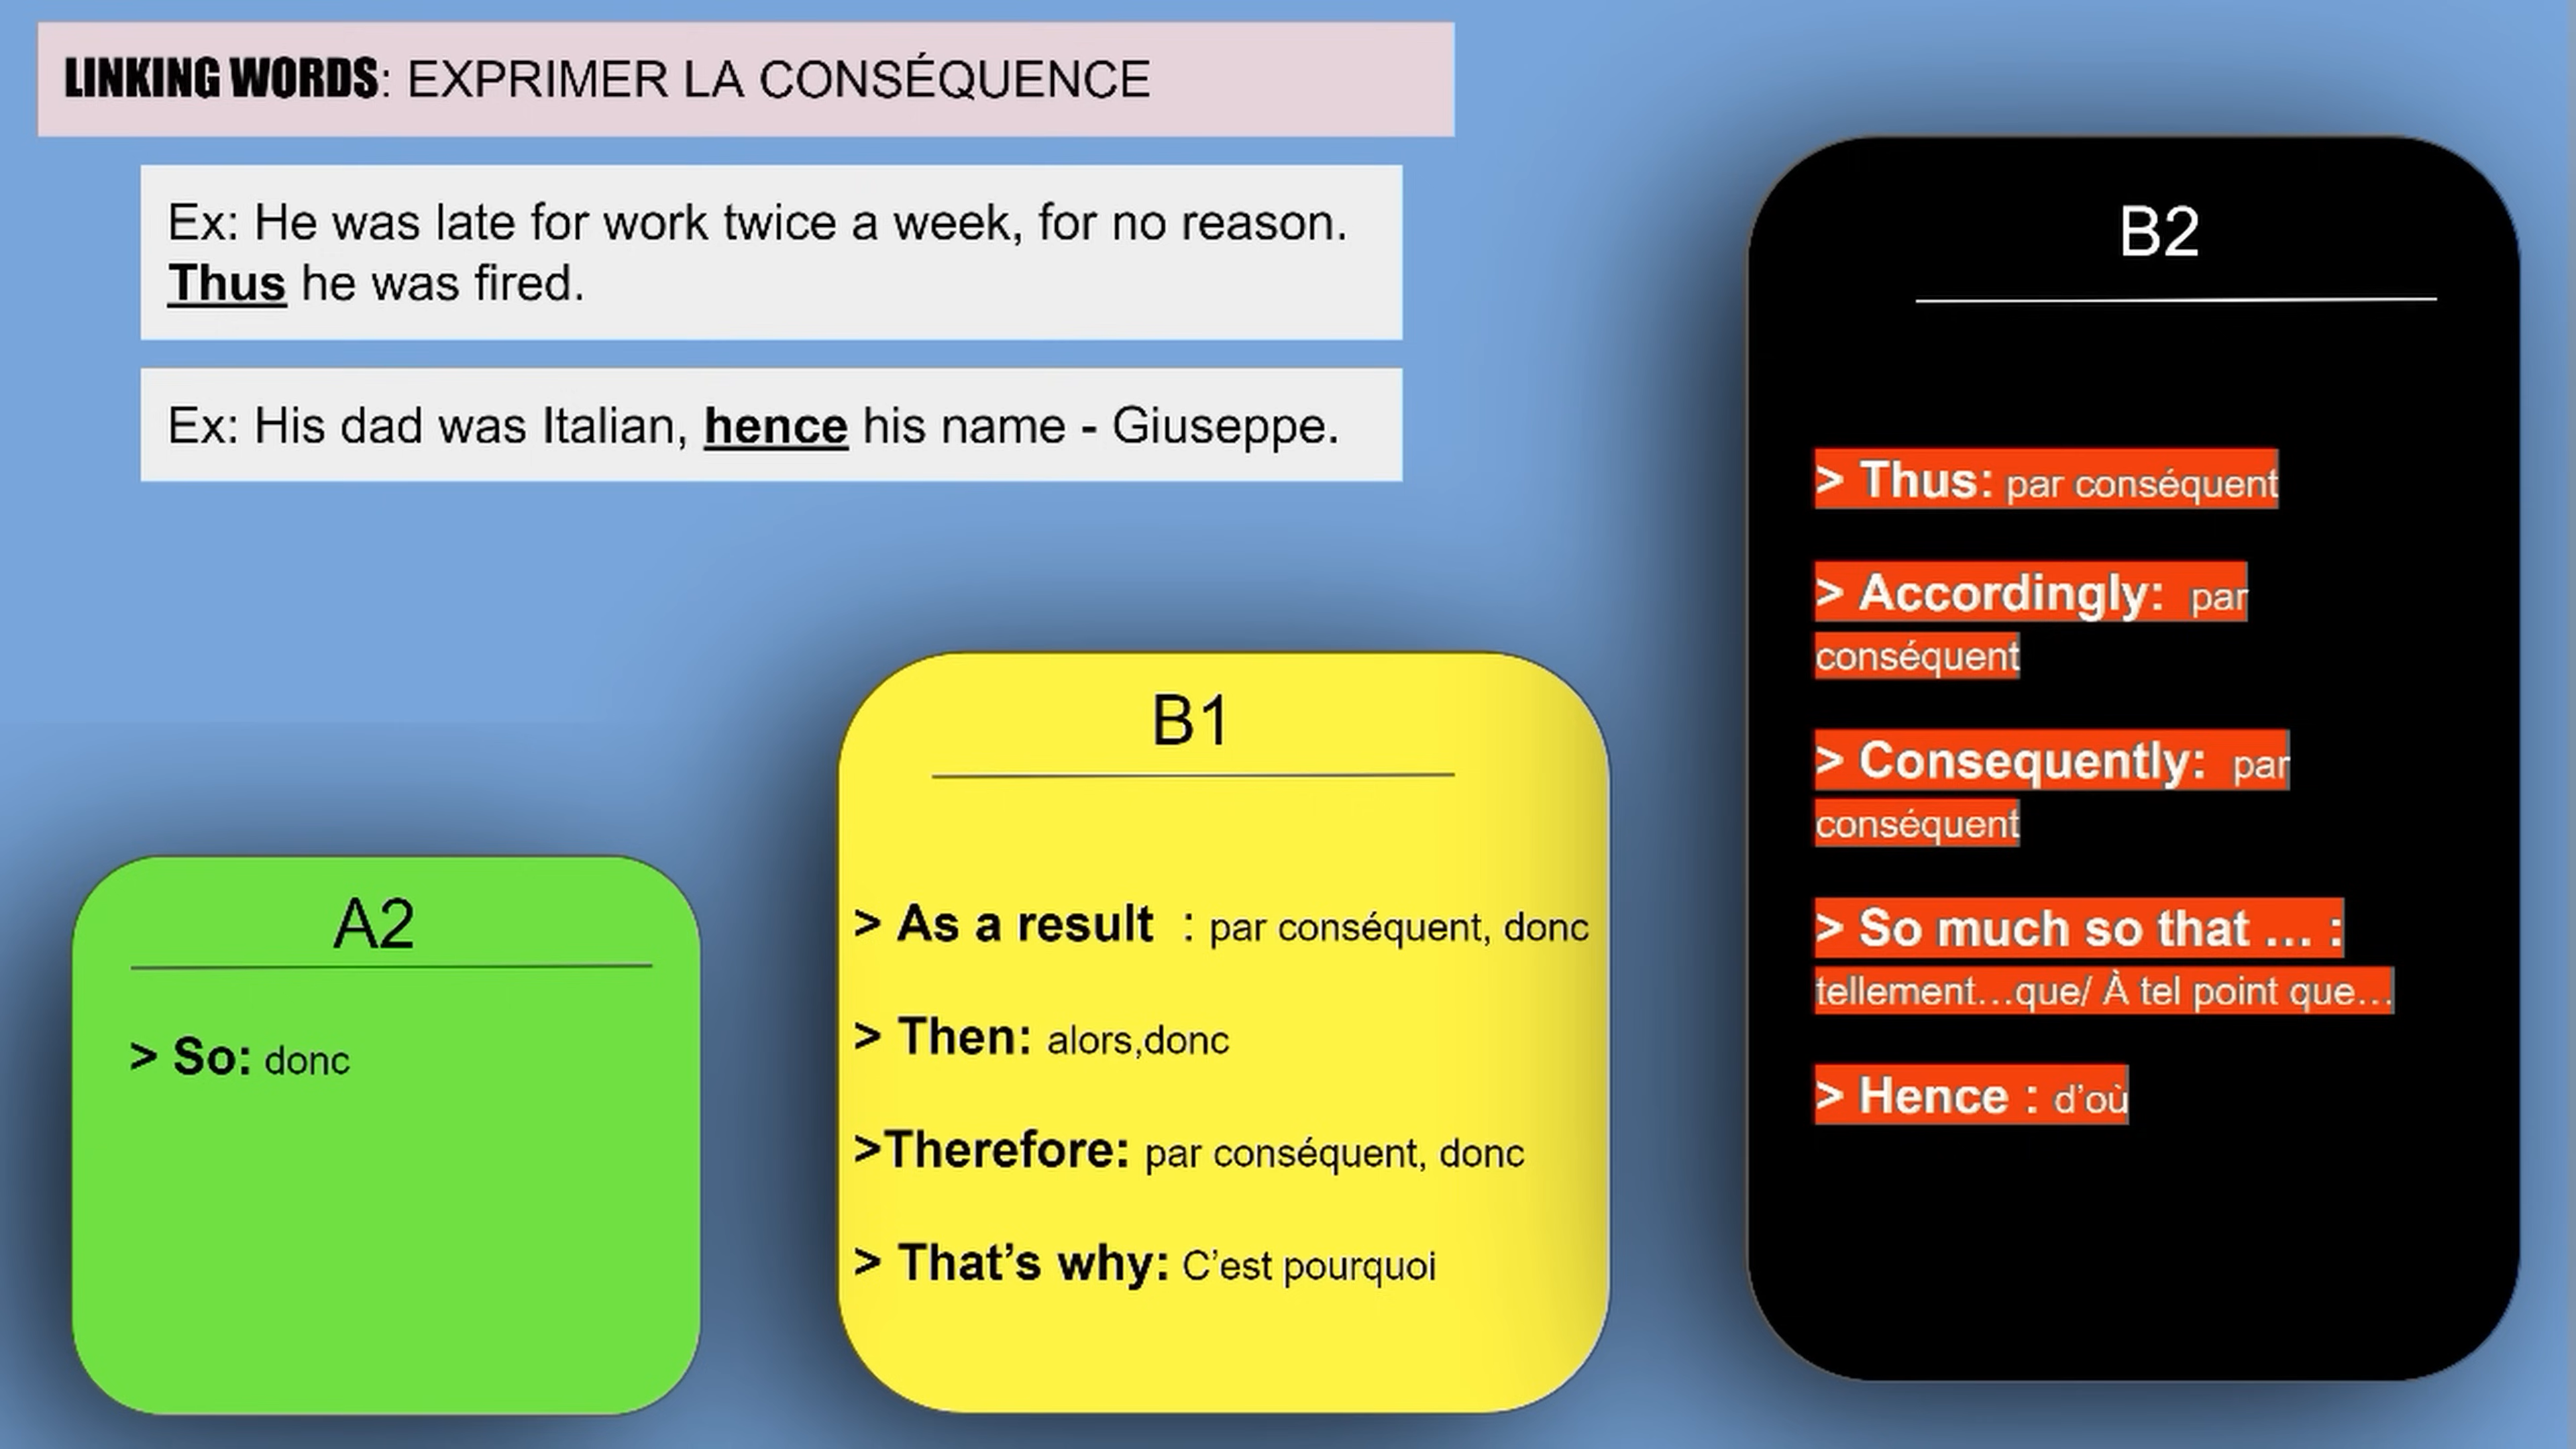 LINKING WORDS: EXPRIMER LA CONSÉQUENCE
Ex: He was late for work twice a week, for no reason.
Thus he was fired.
Ex: His dad was Italian, hence his name - Giuseppe.
A2
> So: donc
B1
> As a result  : par conséquent, donc
> Then: alors,donc
>Therefore: par conséquent, donc
> That’s why: C’est pourquoi
B2
> Thus: par conséquent
> Accordingly:  par
conséquent
> Consequently:  par
conséquent
> So much so that … :
tellement…que/ À tel point que…
> Hence : d’où